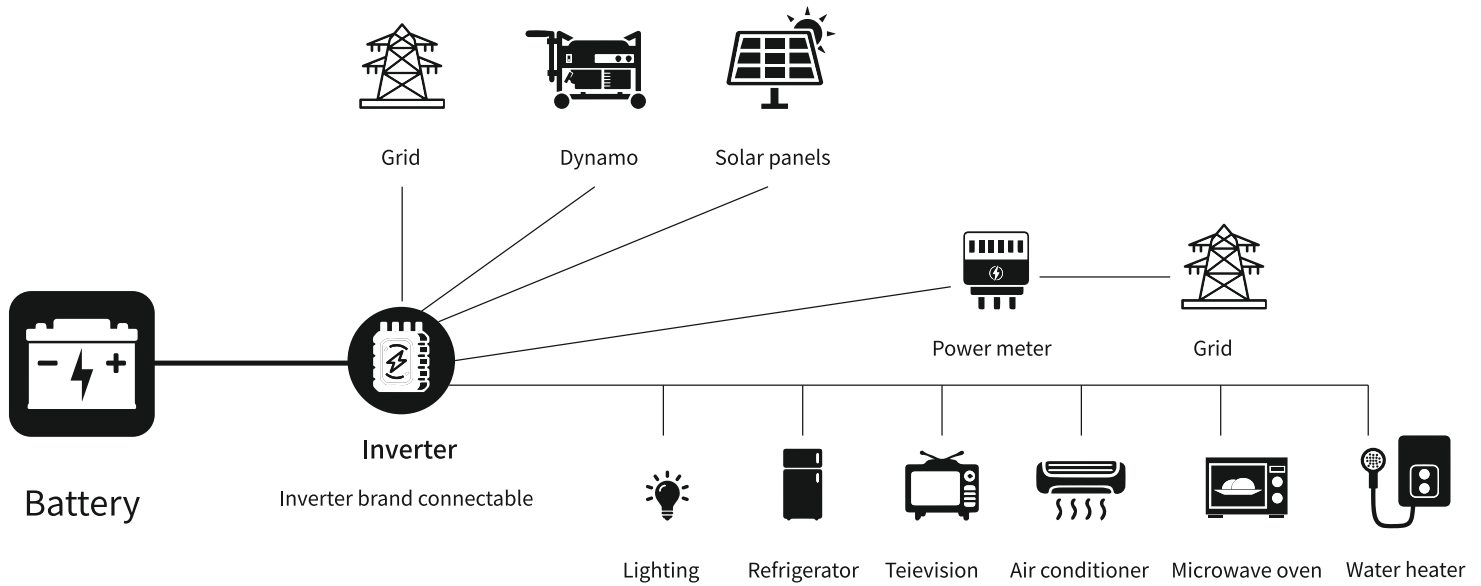 Grid
Dynamo
Solar panels
Power meter
Grid
Battery
Inverter
Inverter brand connectable
Lighting
Refrigerator
Teievision
Air conditioner
Microwave oven
Water heater